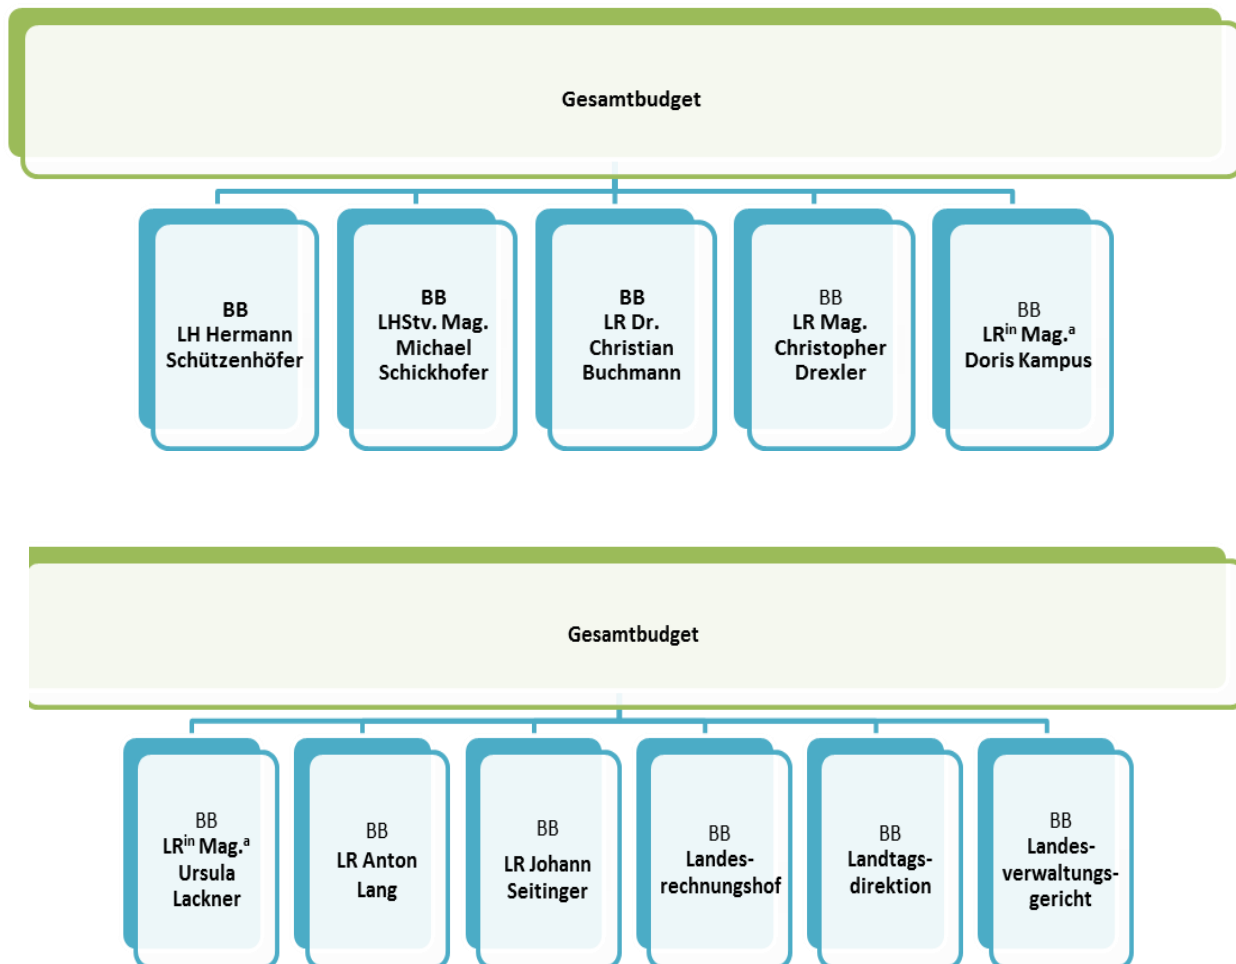 Gesamtbudget
BB
LH Hermann
Schützenhöfer
BB
LHStv. Mag.
Michael
Schickhofer
BB
LR Dr.
Christian
Buchmann
BB
LR Mag.
Christopher
Drexler
BB
LRⁱⁿ Mag.ᵃ
Doris Kampus
Gesamtbudget
BB
LRⁱⁿ Mag.ᵃ
Ursula
Lackner
BB
LR Anton
Lang
BB
LR Johann
Seitinger
BB
Landes-
rechnungshof
BB
Landtags-
direktion
BB
Landes-
verwaltungs-
gericht